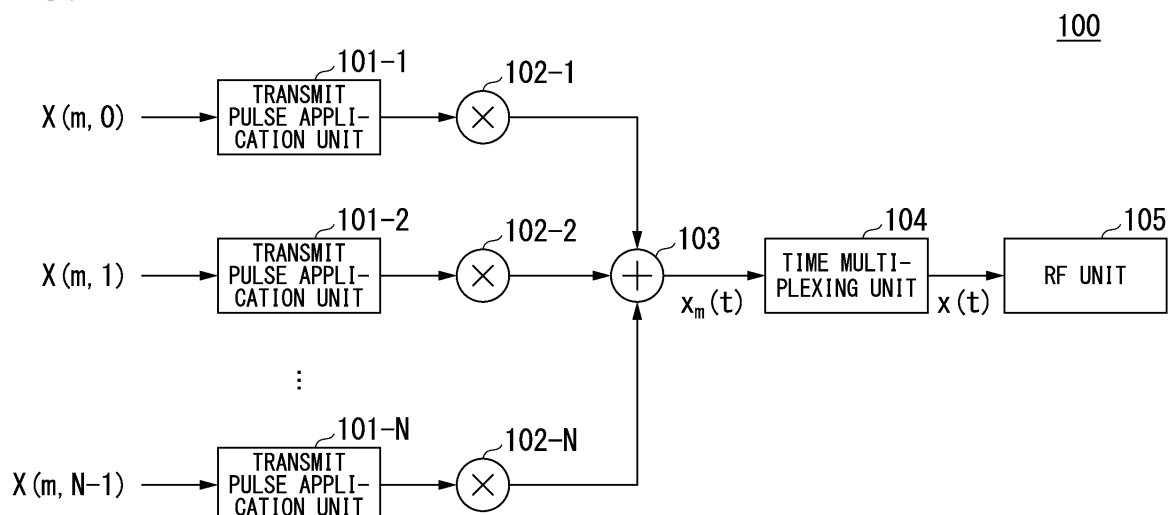 100
101-1
102-1
X(m,0)
TRANSMIT
PULSE APPLI-
CATION UNIT
101-2
102-2
103
104
105
X(m,1)
TRANSMIT
PULSE APPLI-
CATION UNIT
xₘ(t)
TIME MULTI-
PLEXING UNIT
x(t)
RF UNIT
⋮
101-N
102-N
X(m,N-1)
TRANSMIT
PULSE APPLI-
CATION UNIT